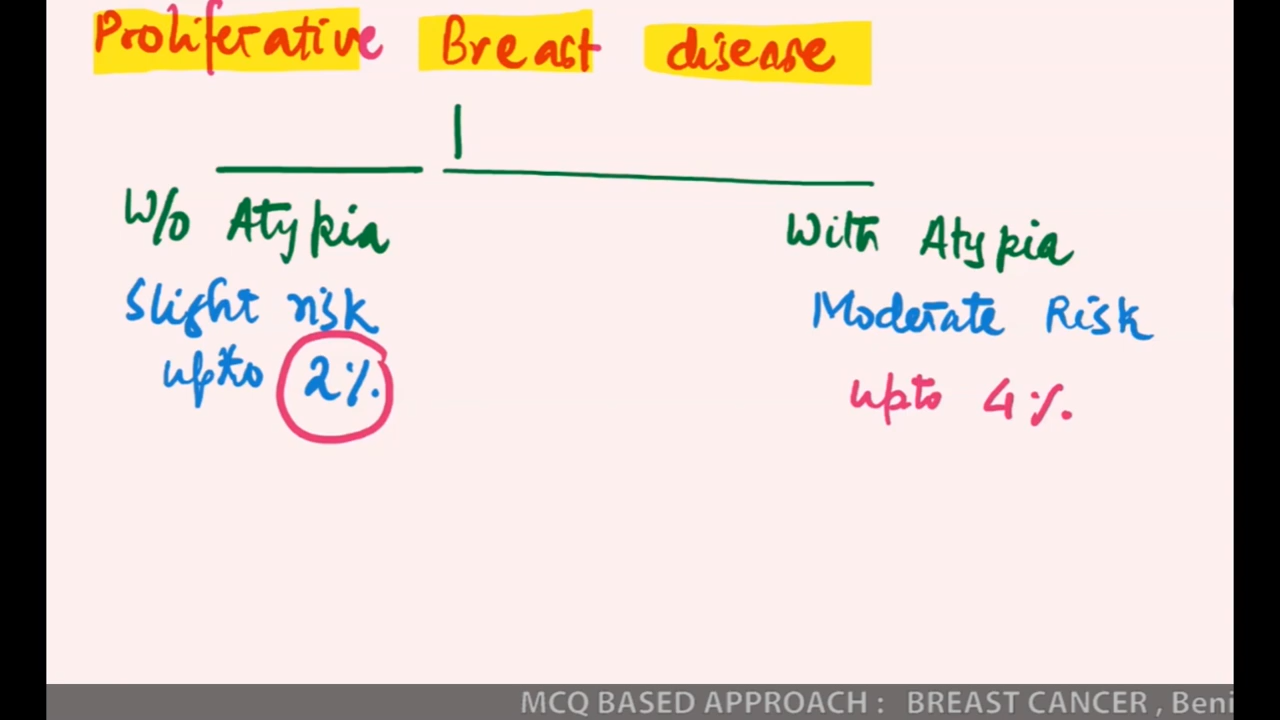 Proliferative Breast disease
W/o Atypia
With Atypia
Slight risk
Moderate Risk
upto 2%.
upto 4%.
MCQ BASED APPROACH : BREAST CANCER , Beni